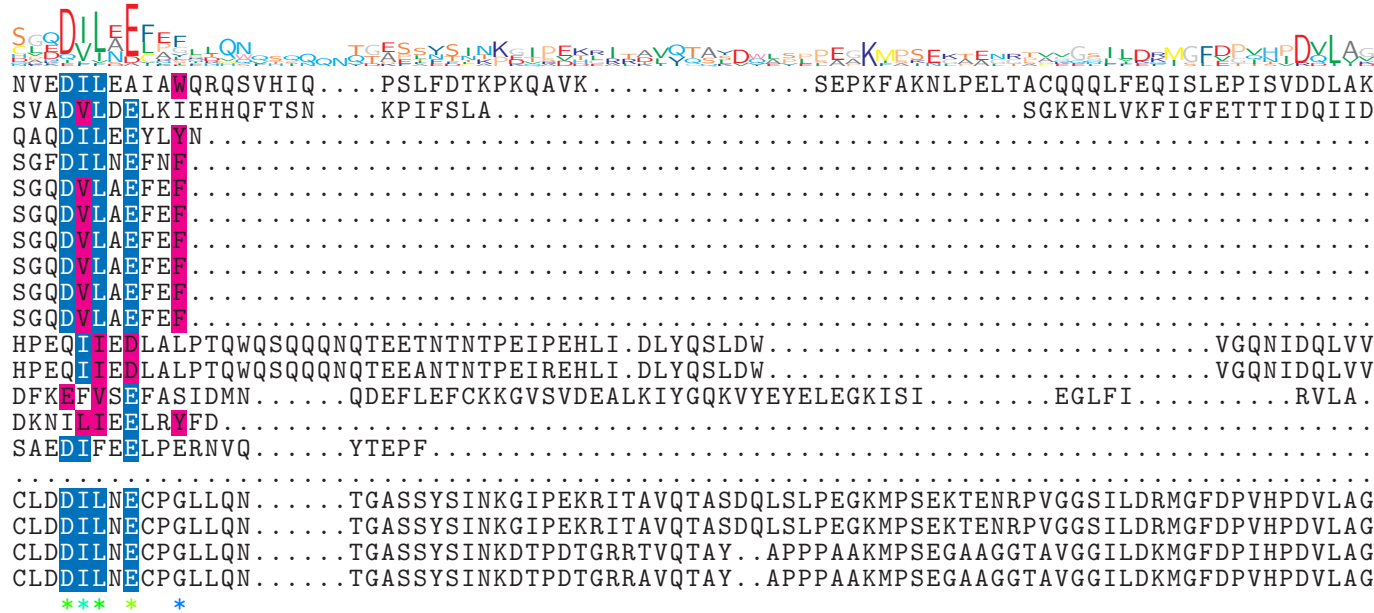 NVEDILEAIAWQRQSVHIQ....PSLFDTKPKQAVK..............SEPKFAKNLPELTACQQQLFEQISLEPISVDDLAK
SVADVLDELKIEHHQFTSN....KPIFSLA.................................SGKENLVKFIGFETTTIDQIID
QAQDILEEYLYN.........................................................................
SGFDILNEFNF..........................................................................
SGQDVLAEFEF..........................................................................
SGQDVLAEFEF..........................................................................
SGQDVLAEFEF..........................................................................
SGQDVLAEFEF..........................................................................
SGQDVLAEFEF..........................................................................
SGQDVLAEFEF..........................................................................
HPEQIIEDLALPTQWQSQQQNQTEETNTNTPEIPEHLI.DLYQSLDW............................VGQNIDQLVV
HPEQIIEDLALPTQWQSQQQNQTEEANTNTPEIREHLI.DLYQSLDW............................VGQNIDQLVV
DFKEFVSEFASIDMN......QDEFLEFCKKGVSVDEALKIYGQKVYEYELEGKISI........EGLFI..........RVLA.
DKNILIEELRYFD........................................................................
SAEDIFEELPERNVQ......YTEPF...........................................................
.....................................................................................
CLDDILNECPGLLQN......TGASSYSINKGIPEKRITAVQTASDQLSLPEGKMPSEKTENRPVGGSILDRMGFDPVHPDVLAG
CLDDILNECPGLLQN......TGASSYSINKGIPEKRITAVQTASDQLSLPEGKMPSEKTENRPVGGSILDRMGFDPVHPDVLAG
CLDDILNECPGLLQN......TGASSYSINKDTPDTGRRTVQTAY..APPPAAKMPSEGAAGGTAVGGILDKMGFDPIHPDVLAG
CLDDILNECPGLLQN......TGASSYSINKDTPDTGRRAVQTAY..APPPAAKMPSEGAAGGTAVGGILDKMGFDPVHPDVLAG
*** * *